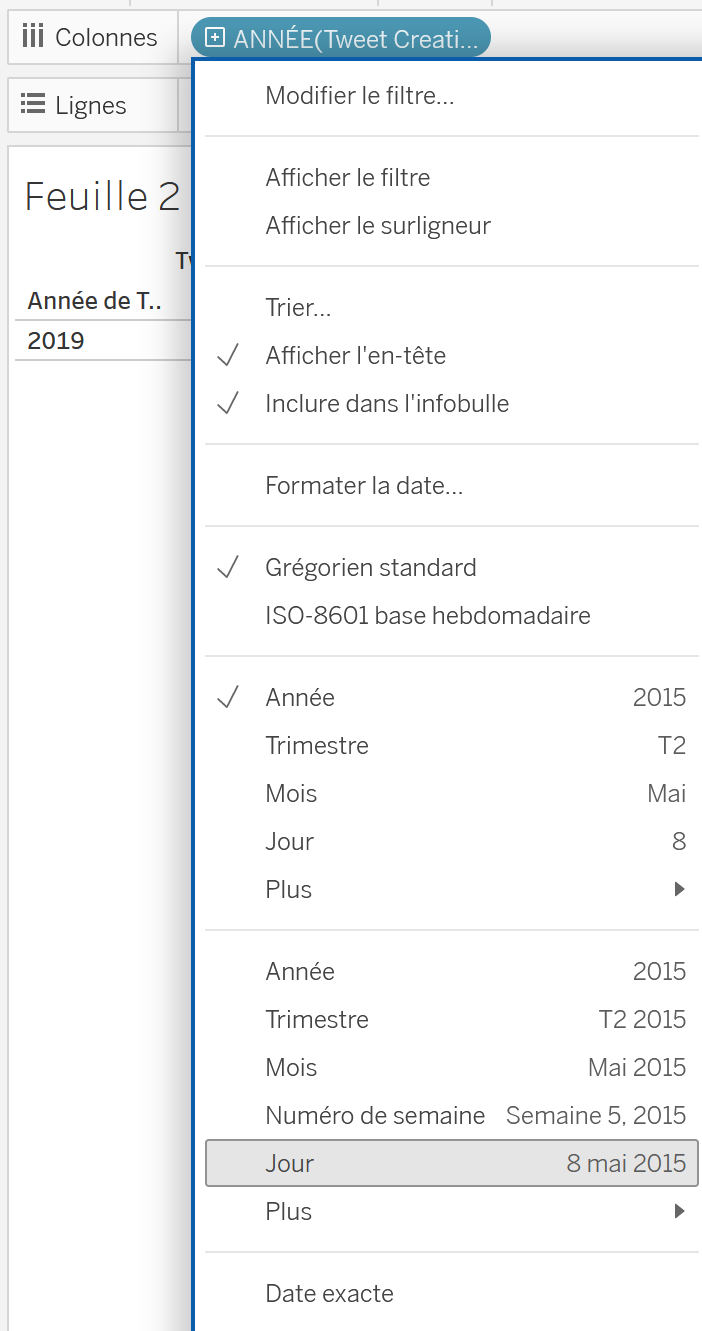 Colonnes
ANNÉE(Tweet Creati...
Lignes
Modifier le filtre...
Afficher le filtre
Afficher le surligneur
Feuille 2
Année de T..
2019
Trier...
Afficher l'en-tête
Inclure dans l'infobulle
Formater la date...
Grégorien standard
ISO-8601 base hebdomadaire
Année 2015
Trimestre T2
Mois Mai
Jour 8
Plus
Année 2015
Trimestre T2 2015
Mois Mai 2015
Numéro de semaine Semaine 5, 2015
Jour 8 mai 2015
Plus
Date exacte